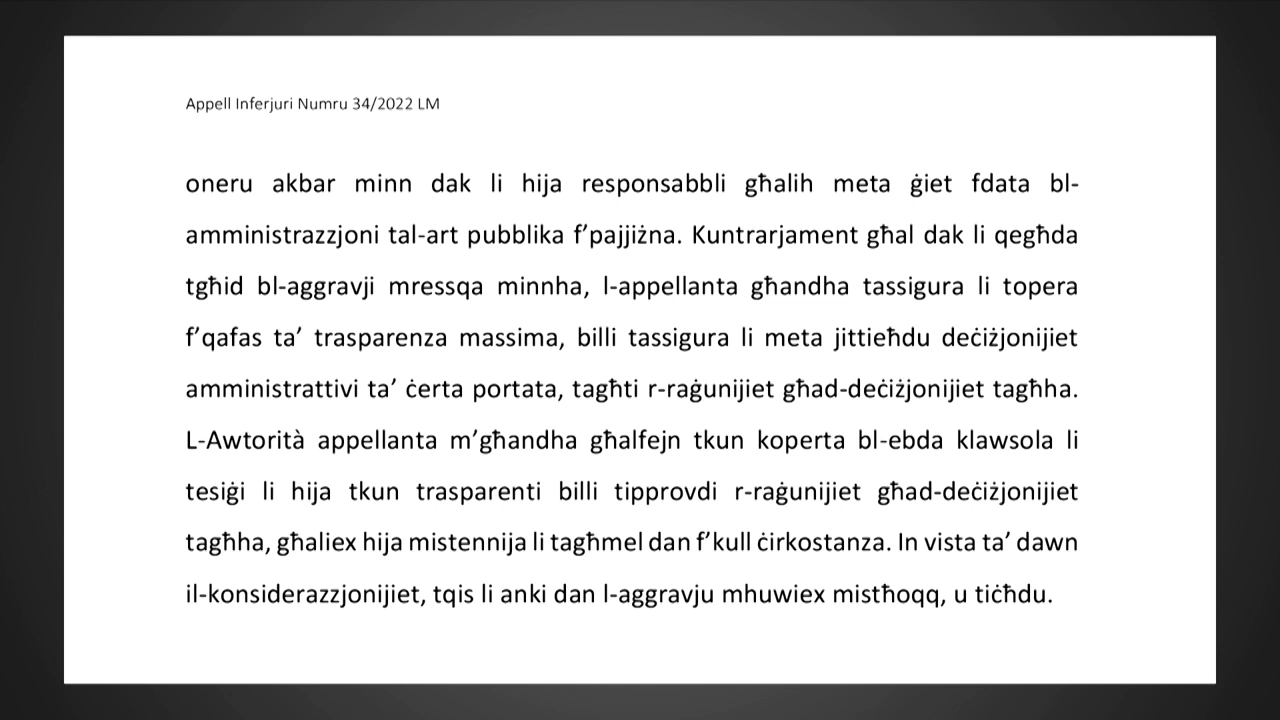 Appell Inferjuri Numru 34/2022 LM
oneru akbar minn dak li hija responsabbli għalih meta ġiet fdata bl-
amministrazzjoni tal-art pubblika f’pajjiżna. Kuntrarjament għal dak li qegħda
tgħid bl-aggravji mressqa minnha, l-appellanta għandha tassigura li topera
f’qafas ta’ trasparenza massima, billi tassigura li meta jittieħdu deċiżjonijiet
amministrattivi ta’ ċerta portata, tagħti r-raġunijiet għad-deċiżjonijiet tagħha.
L-Awtorità appellanta m’għandha għalfejn tkun koperta bl-ebda klawsola li
tesiġi li hija tkun trasparenti billi tipprovdi r-raġunijiet għad-deċiżjonijiet
tagħha, għaliex hija mistennija li tagħmel dan f’kull ċirkostanza. In vista ta’ dawn
il-konsiderazzjonijiet, tqis li anki dan l-aggravju mhuwiex mistħoqq, u tiċħdu.